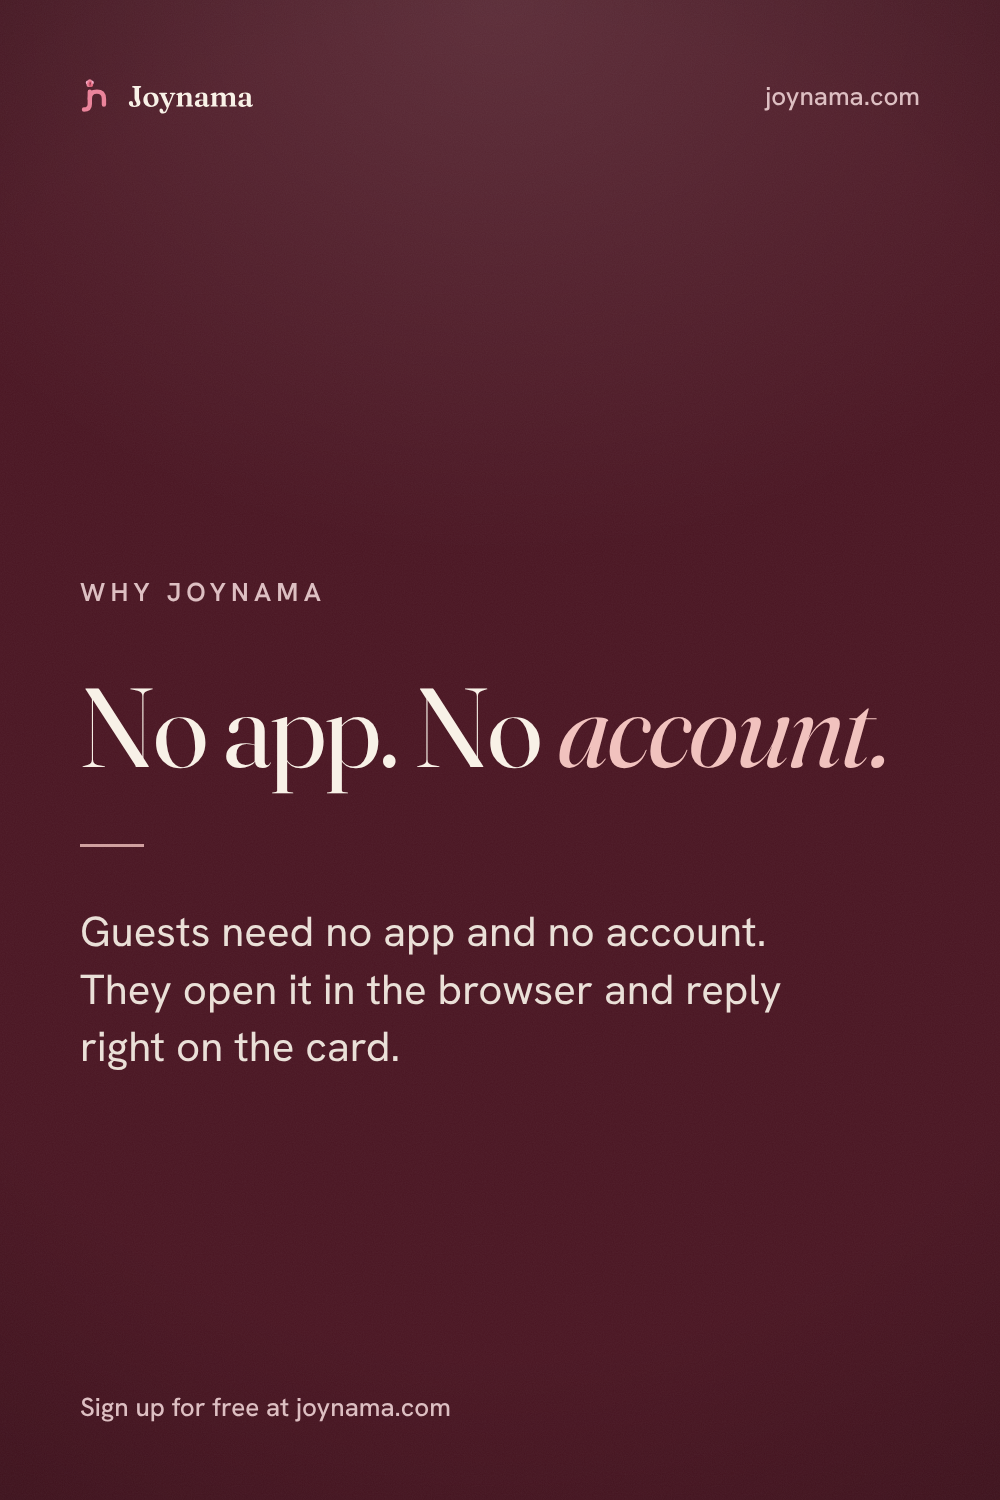 Joynama
joynama.com
WHY JOYNAMA
No app. No account.
Guests need no app and no account.
They open it in the browser and reply
right on the card.
Sign up for free at joynama.com